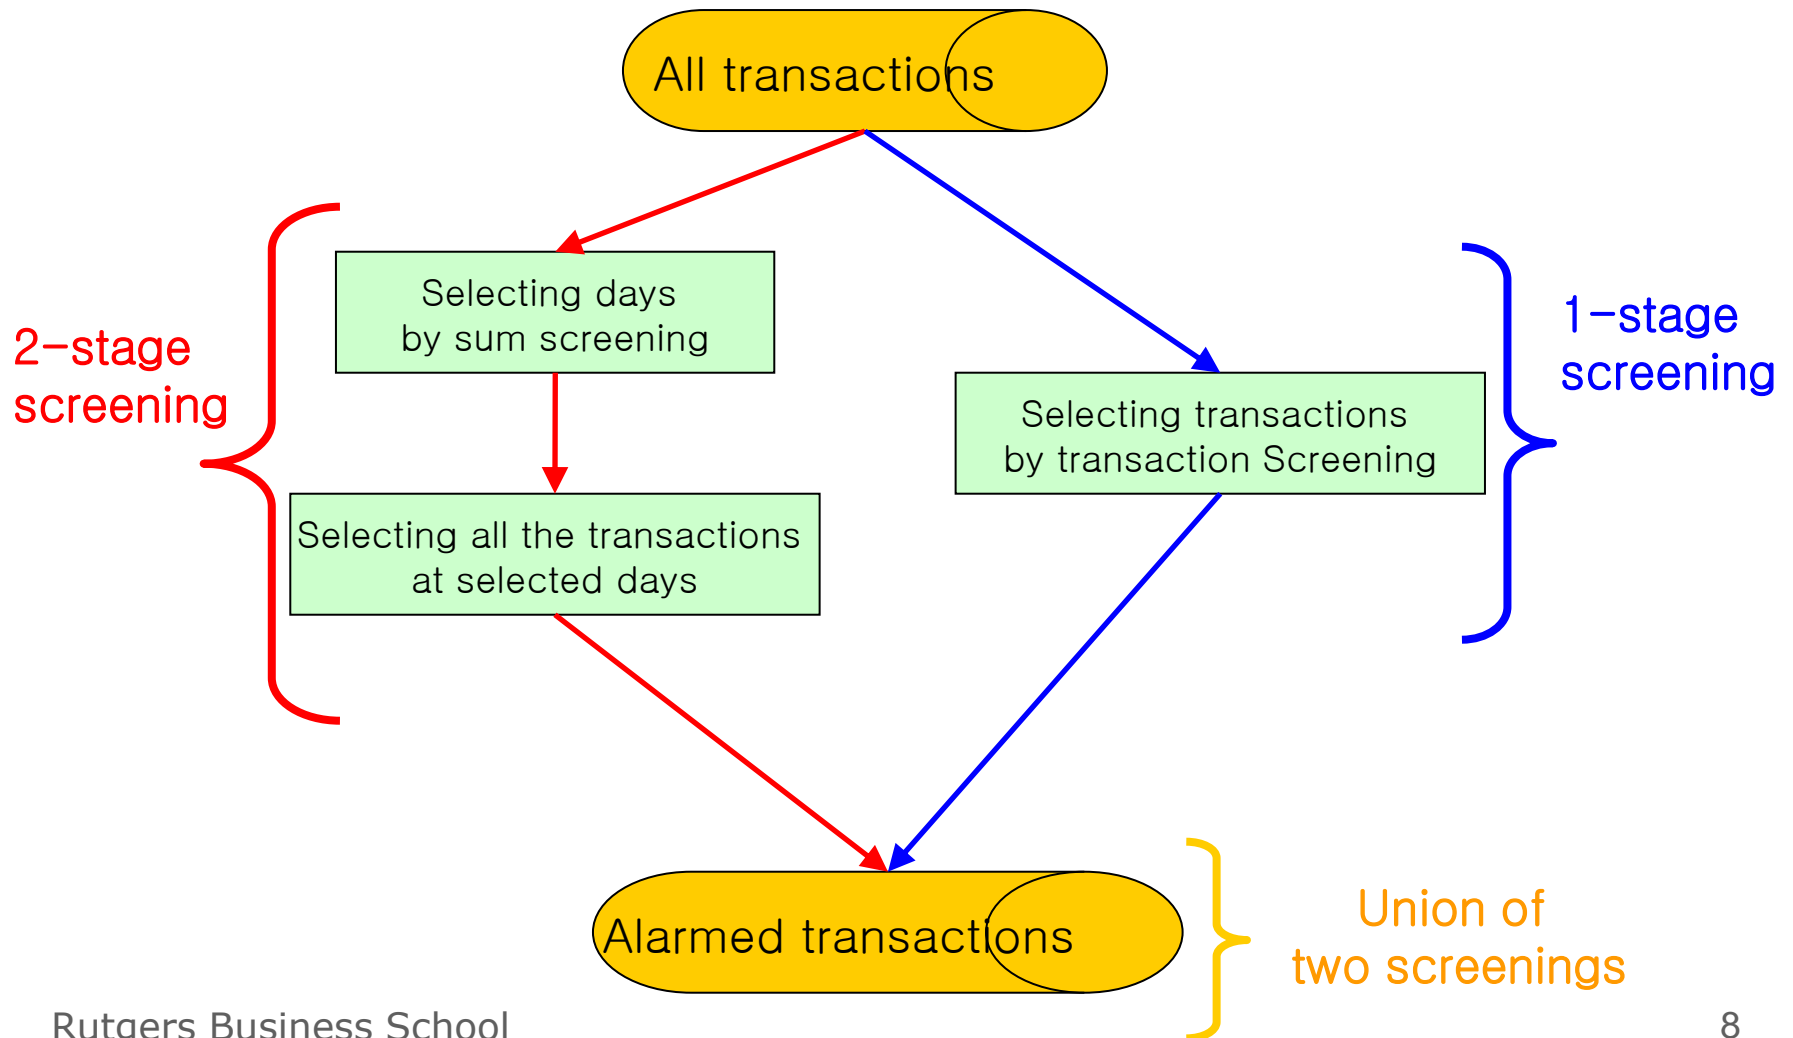 All transactions
Selecting days
by sum screening
2-stage
screening
1-stage
screening
Selecting transactions
by transaction Screening
Selecting all the transactions
at selected days
Alarmed transactions
Union of
two screenings
Rutgers Business School
8